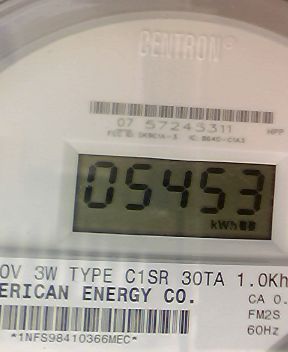 CENTRON®
07 57245311
HPP
05453
kWh
0V 3W TYPE C1SR 30TA 1.0Kh
ERICAN ENERGY CO.
CA 0.
FM2S
60Hz
*1NFS98410366MEC*